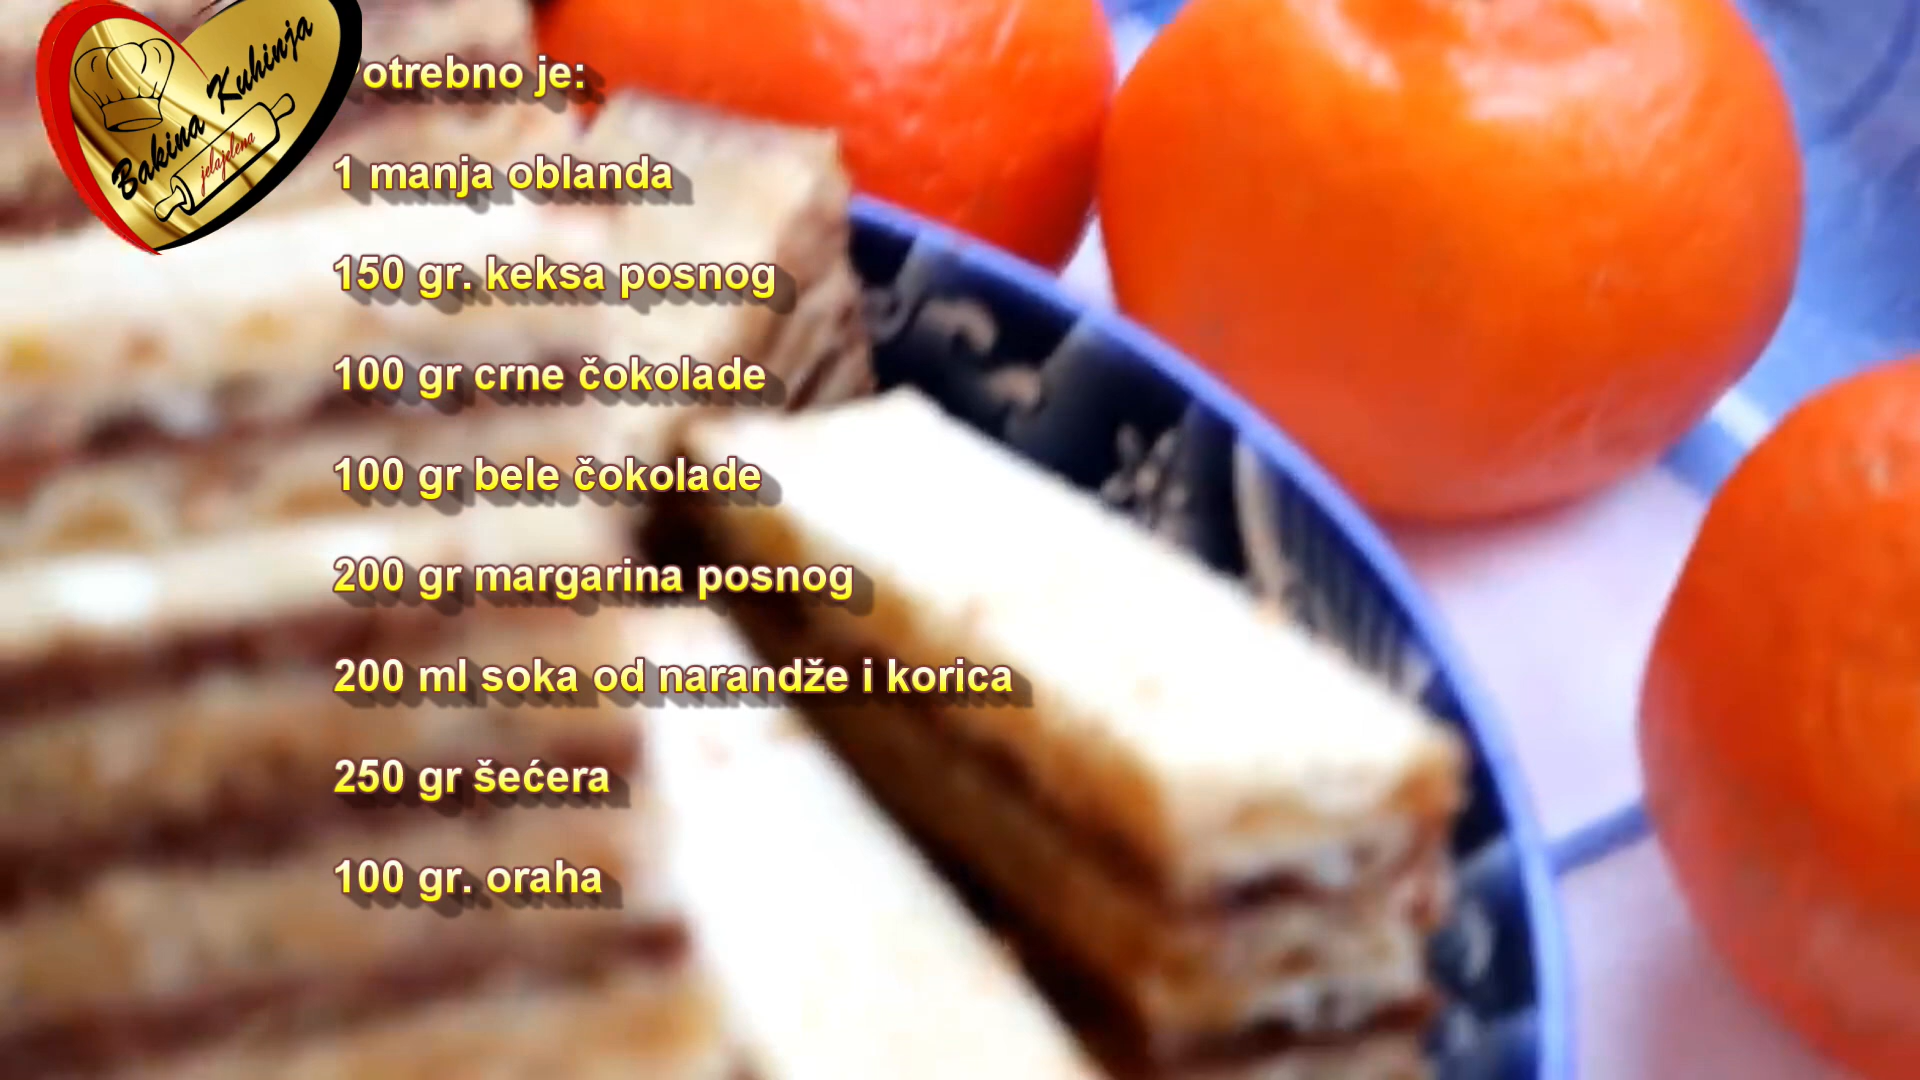 Bakina Kuhinja
jelajelena
Potrebno je:
1 manja oblanda
150 gr. keksa posnog
100 gr crne čokolade
100 gr bele čokolade
200 gr margarina posnog
200 ml soka od narandže i korica
250 gr šećera
100 gr. oraha